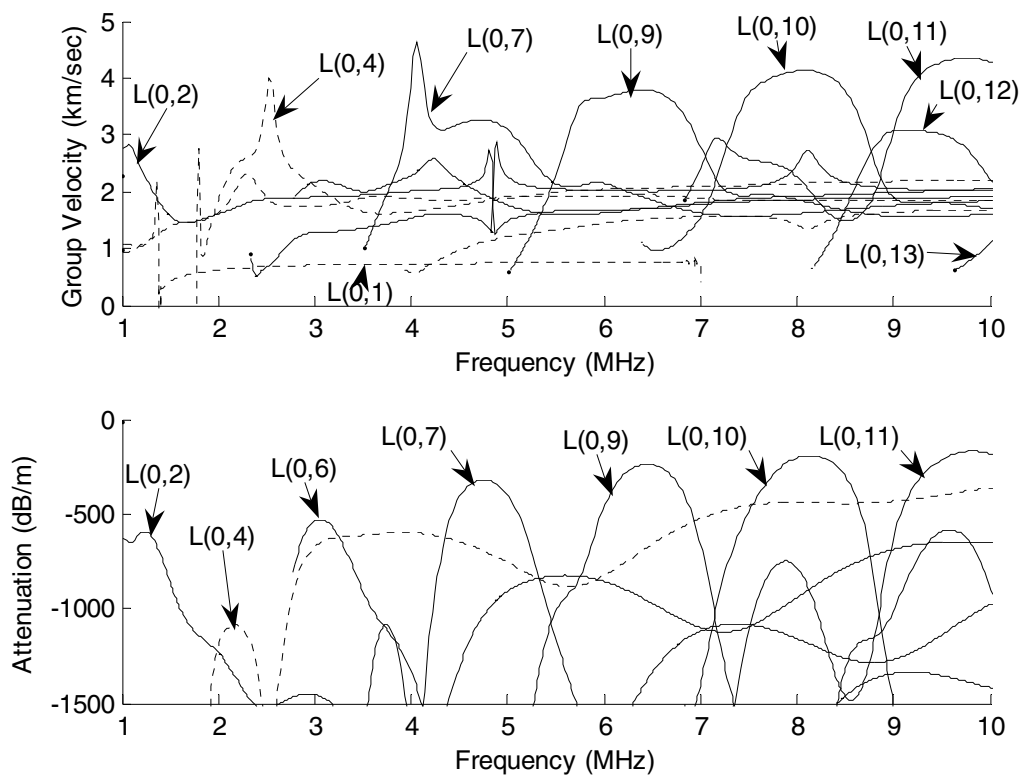 Group Velocity (km/sec)
5
4
3
2
1
0
L(0,2)
L(0,4)
L(0,7)
L(0,9)
L(0,10)
L(0,11)
L(0,12)
L(0,1)
L(0,13)
1 2 3 4 5 6 7 8 9 10
Frequency (MHz)
Attenuation (dB/m)
0
-500
-1000
-1500
L(0,2)
L(0,4)
L(0,6)
L(0,7)
L(0,9)
L(0,10)
L(0,11)
1 2 3 4 5 6 7 8 9 10
Frequency (MHz)